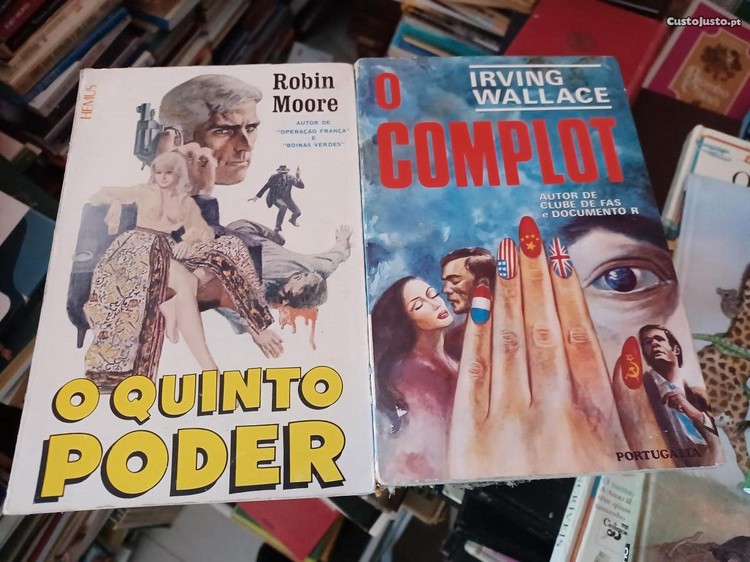 CustoJusto.pt
HEMUS
Robin
Moore
AUTOR DE
"OPERAÇÃO FRANÇA"
E
"BOINAS VERDES"
O QUINTO
PODER
O
IRVING
WALLACE
COMPLOT
AUTOR DE
CLUBE DE FAS
e DOCUMENTO R
PORTUGÁLIA